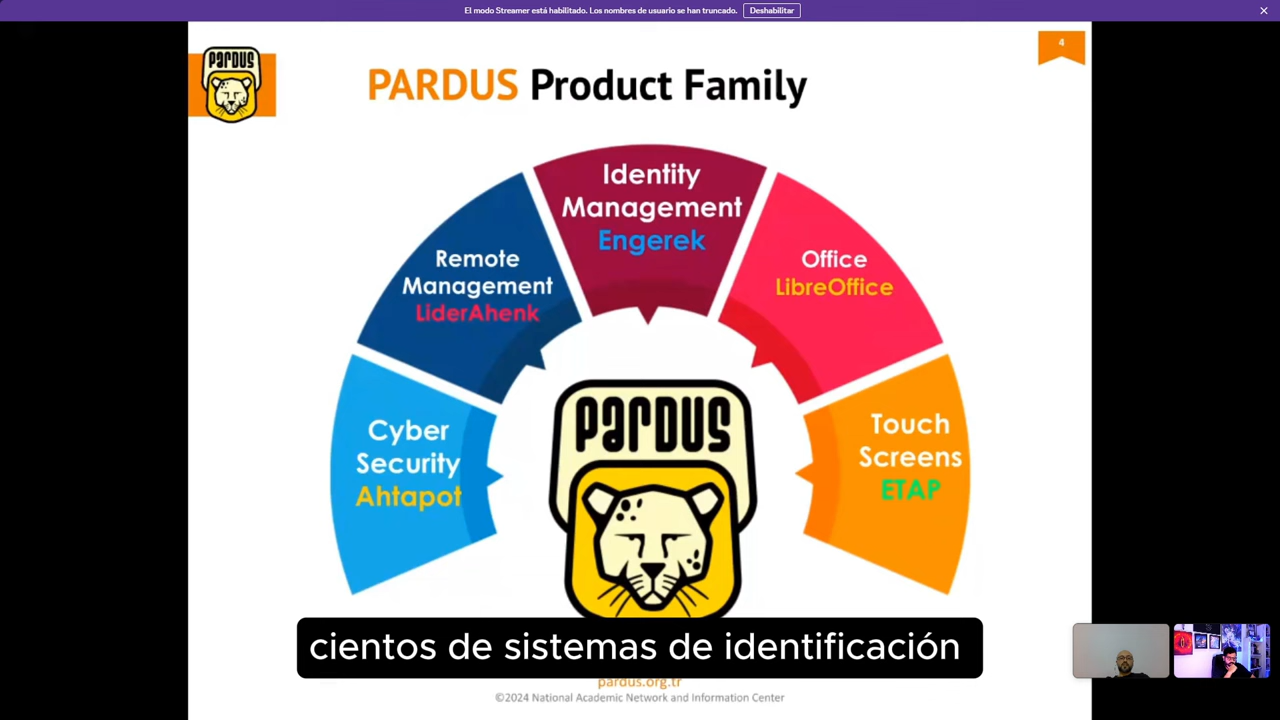 El modo Streamer está habilitado. Los nombres de usuario se han truncado. Deshabilitar
4
PARDUS
PARDUS Product Family
Identity
Management
Engerek
Remote
Management
LiderAhenk
Office
LibreOffice
Cyber
Security
Ahtapot
Touch
Screens
ETAP
PARDUS
cientos de sistemas de identificación
pardus.org.tr
©2024 National Academic Network and Information Center